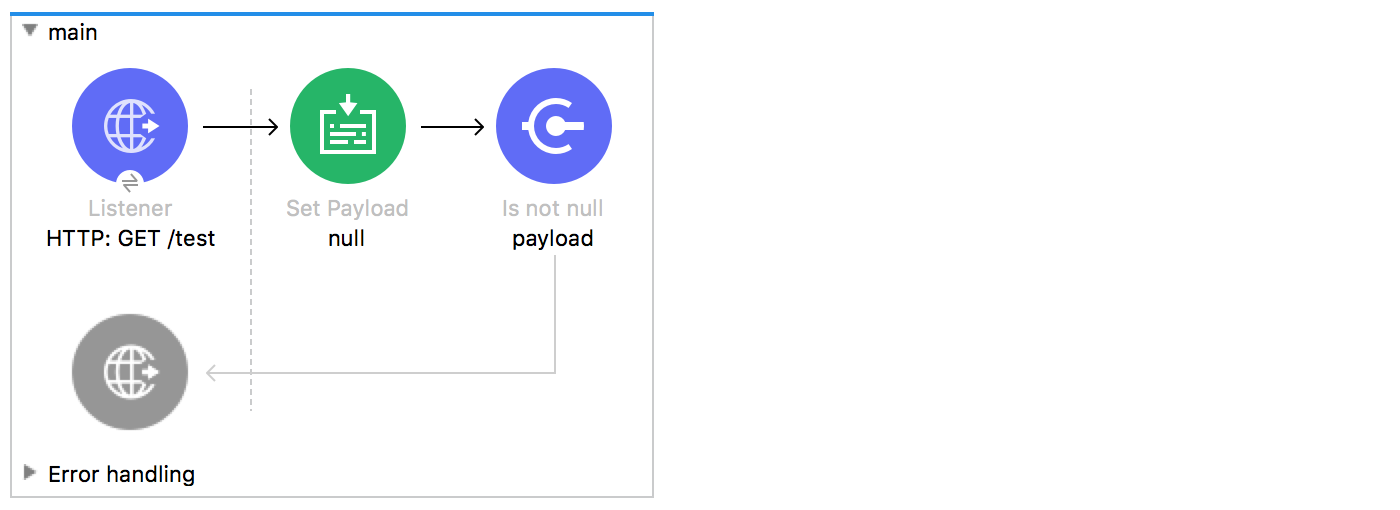 main
Listener
HTTP: GET /test
Set Payload
null
Is not null
payload
Error handling